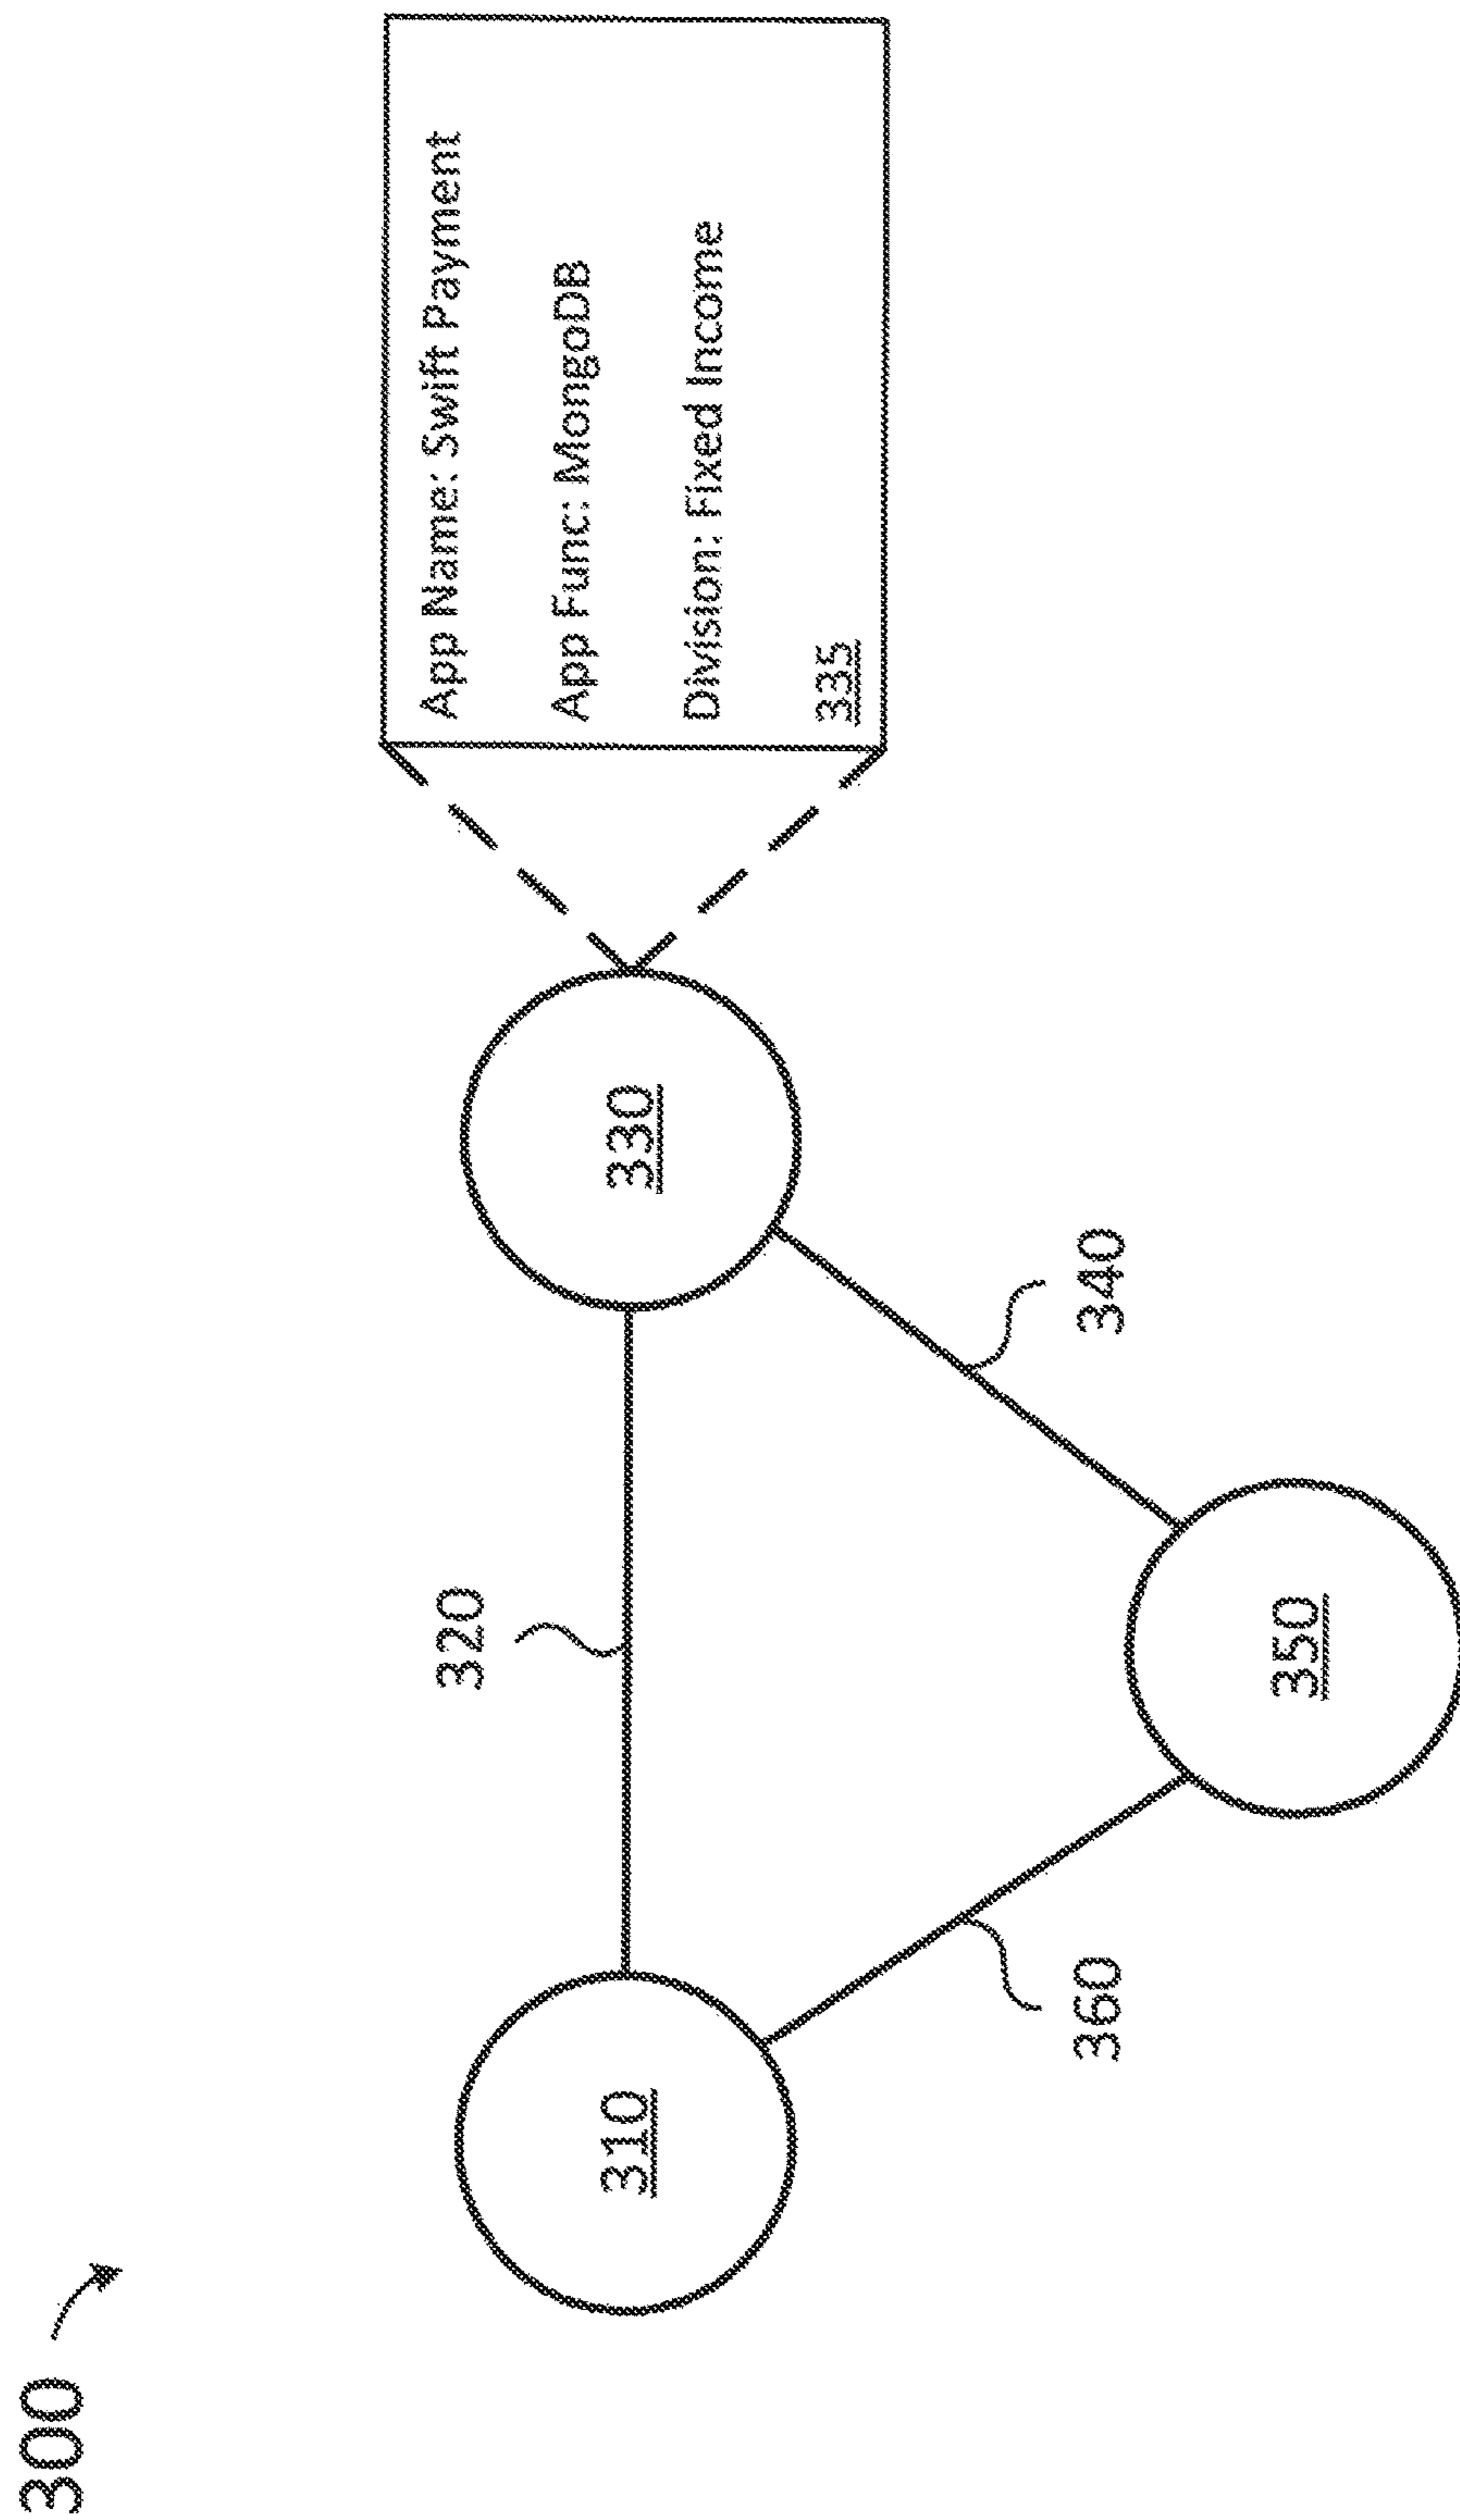 300
320
App Name: Swift Payment
App Func: MongoDB
Division: Fixed Income
335
310
330
360
340
350